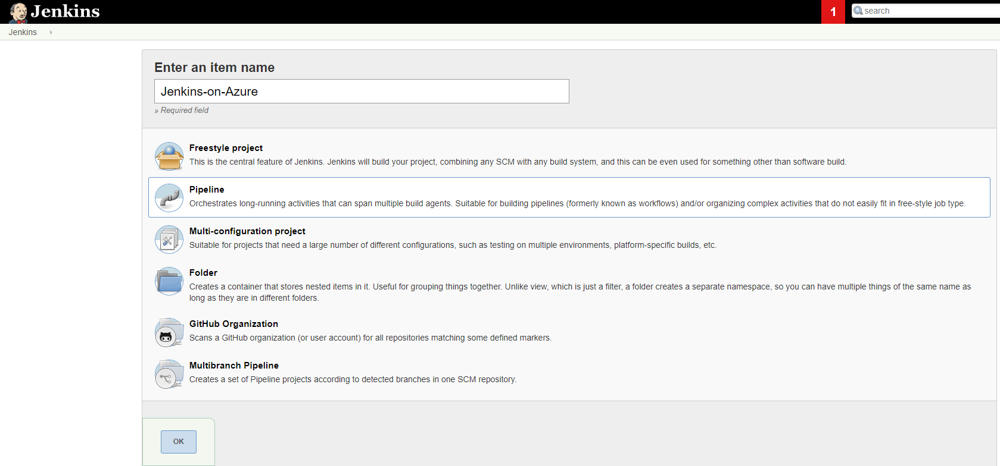 Jenkins
1
search
Jenkins
Enter an item name
Jenkins-on-Azure
» Required field
Freestyle project
This is the central feature of Jenkins. Jenkins will build your project, combining any SCM with any build system, and this can be even used for something other than software build.
Pipeline
Orchestrates long-running activities that can span multiple build agents. Suitable for building pipelines (formerly known as workflows) and/or organizing complex activities that do not easily fit in free-style job type.
Multi-configuration project
Suitable for projects that need a large number of different configurations, such as testing on multiple environments, platform-specific builds, etc.
Folder
Creates a container that stores nested items in it. Useful for grouping things together. Unlike view, which is just a filter, a folder creates a separate namespace, so you can have multiple things of the same name as
long as they are in different folders.
GitHub Organization
Scans a GitHub organization (or user account) for all repositories matching some defined markers.
Multibranch Pipeline
Creates a set of Pipeline projects according to detected branches in one SCM repository.
OK